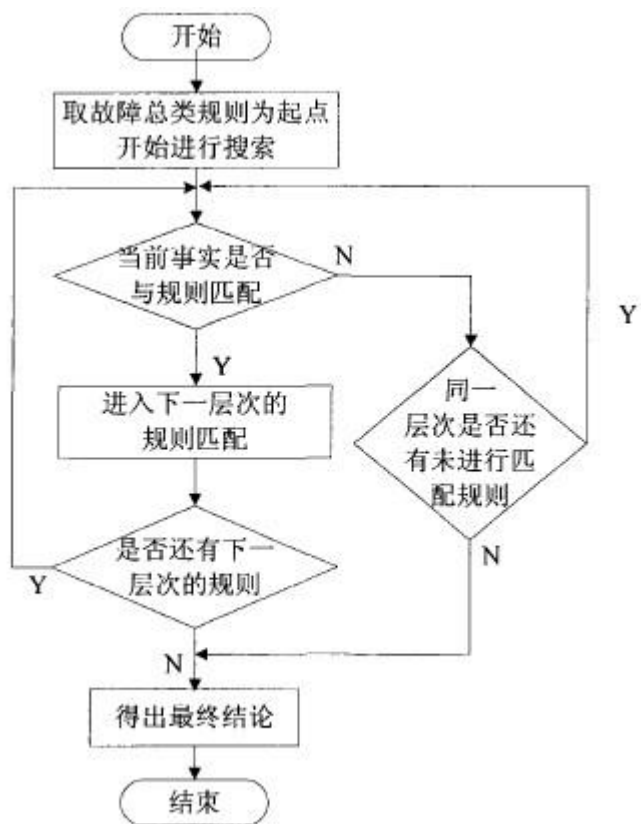 开始
取故障总类规则为起点
开始进行搜索
当前事实是否
与规则匹配
N
Y
Y
进入下一层次的
规则匹配
同一
层次是否还
有未进行匹
配规则
是否还有下一
层次的规则
Y
N
N
得出最终结论
结束